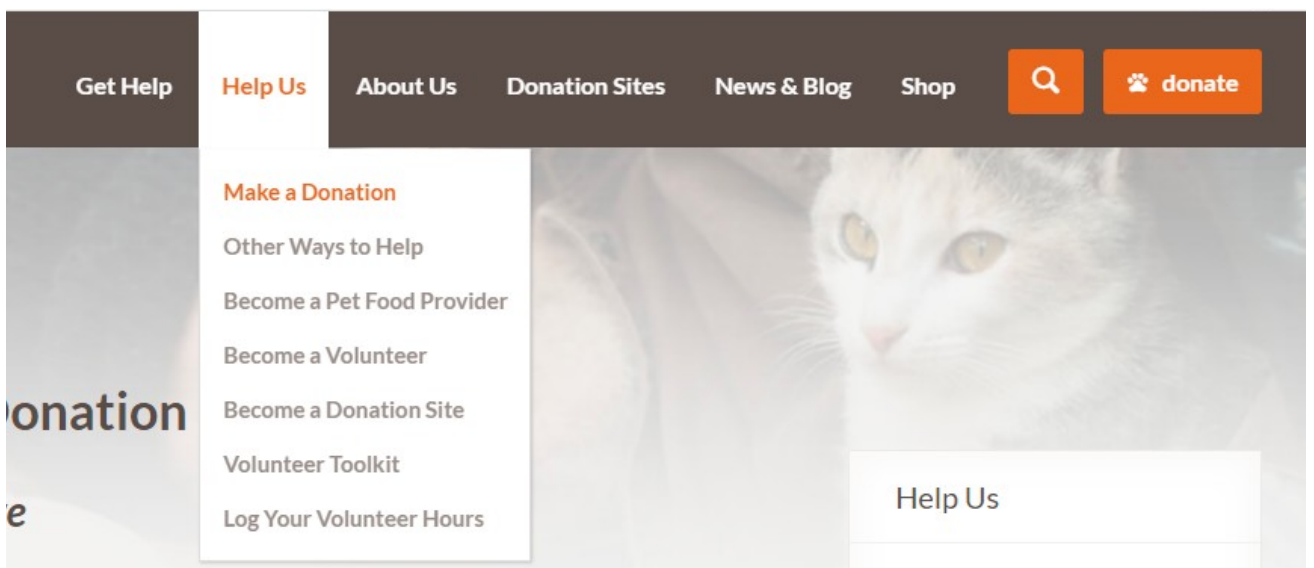 Get Help Help Us About Us Donation Sites News & Blog Shop donate
Make a Donation
Other Ways to Help
Become a Pet Food Provider
Become a Volunteer
Become a Donation Site
Volunteer Toolkit
Log Your Volunteer Hours
onation
Help Us